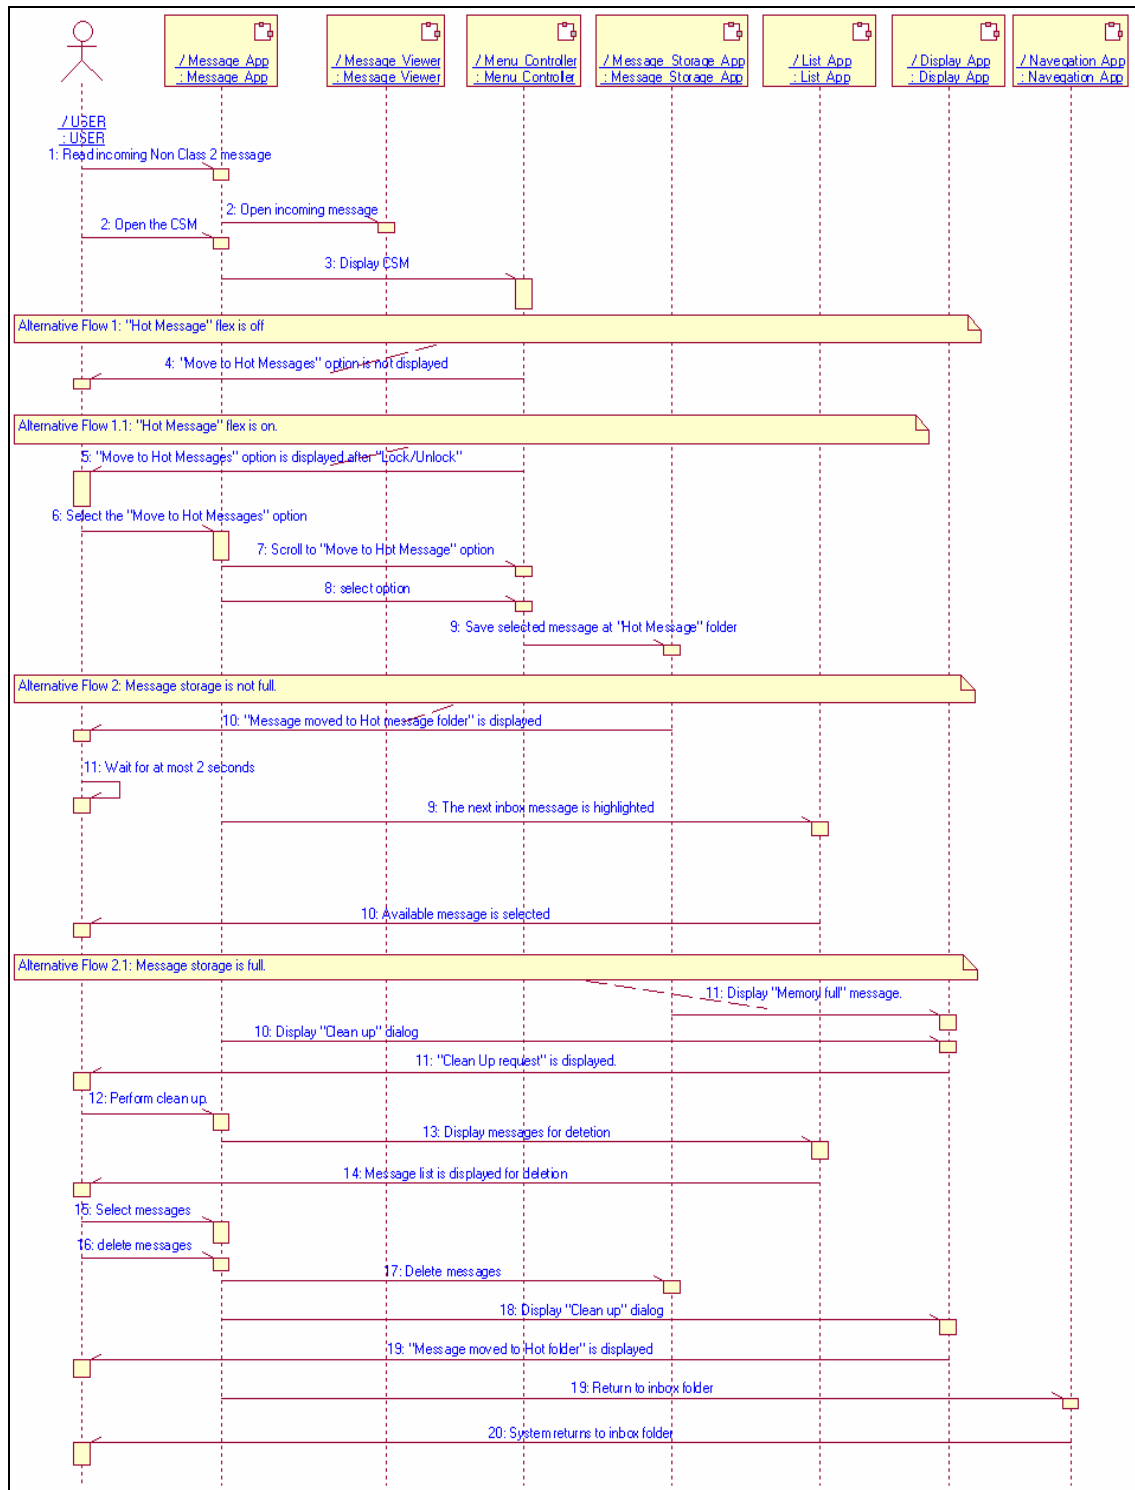 / Message App
: Message App
/ Message Viewer
: Message Viewer
/ Menu Controller
: Menu Controller
/ Message Storage App
: Message Storage App
/ List App
: List App
/ Display App
: Display App
/ Navegation App
: Navegation App
/ USER
: USER
1: Read incoming Non Class 2 message
2: Open incoming message
2: Open the CSM
3: Display CSM
Alternative Flow 1: "Hot Message" flex is off
4: "Move to Hot Messages" option is not displayed
Alternative Flow 1.1: "Hot Message" flex is on.
5: "Move to Hot Messages" option is displayed after "Lock/Unlock"
6: Select the "Move to Hot Messages" option
7: Scroll to "Move to Hot Message" option
8: select option
9: Save selected message at "Hot Message" folder
Alternative Flow 2: Message storage is not full.
10: "Message moved to Hot message folder" is displayed
11: Wait for at most 2 seconds
9: The next inbox message is highlighted
10: Available message is selected
Alternative Flow 2.1: Message storage is full.
11: Display "Memory full" message.
10: Display "Clean up" dialog
11: "Clean Up request" is displayed.
12: Perform clean up.
13: Display messages for detetion
14: Message list is displayed for deletion
15: Select messages
16: delete messages
17: Delete messages
18: Display "Clean up" dialog
19: "Message moved to Hot folder" is displayed
19: Return to inbox folder
20: System returns to inbox folder